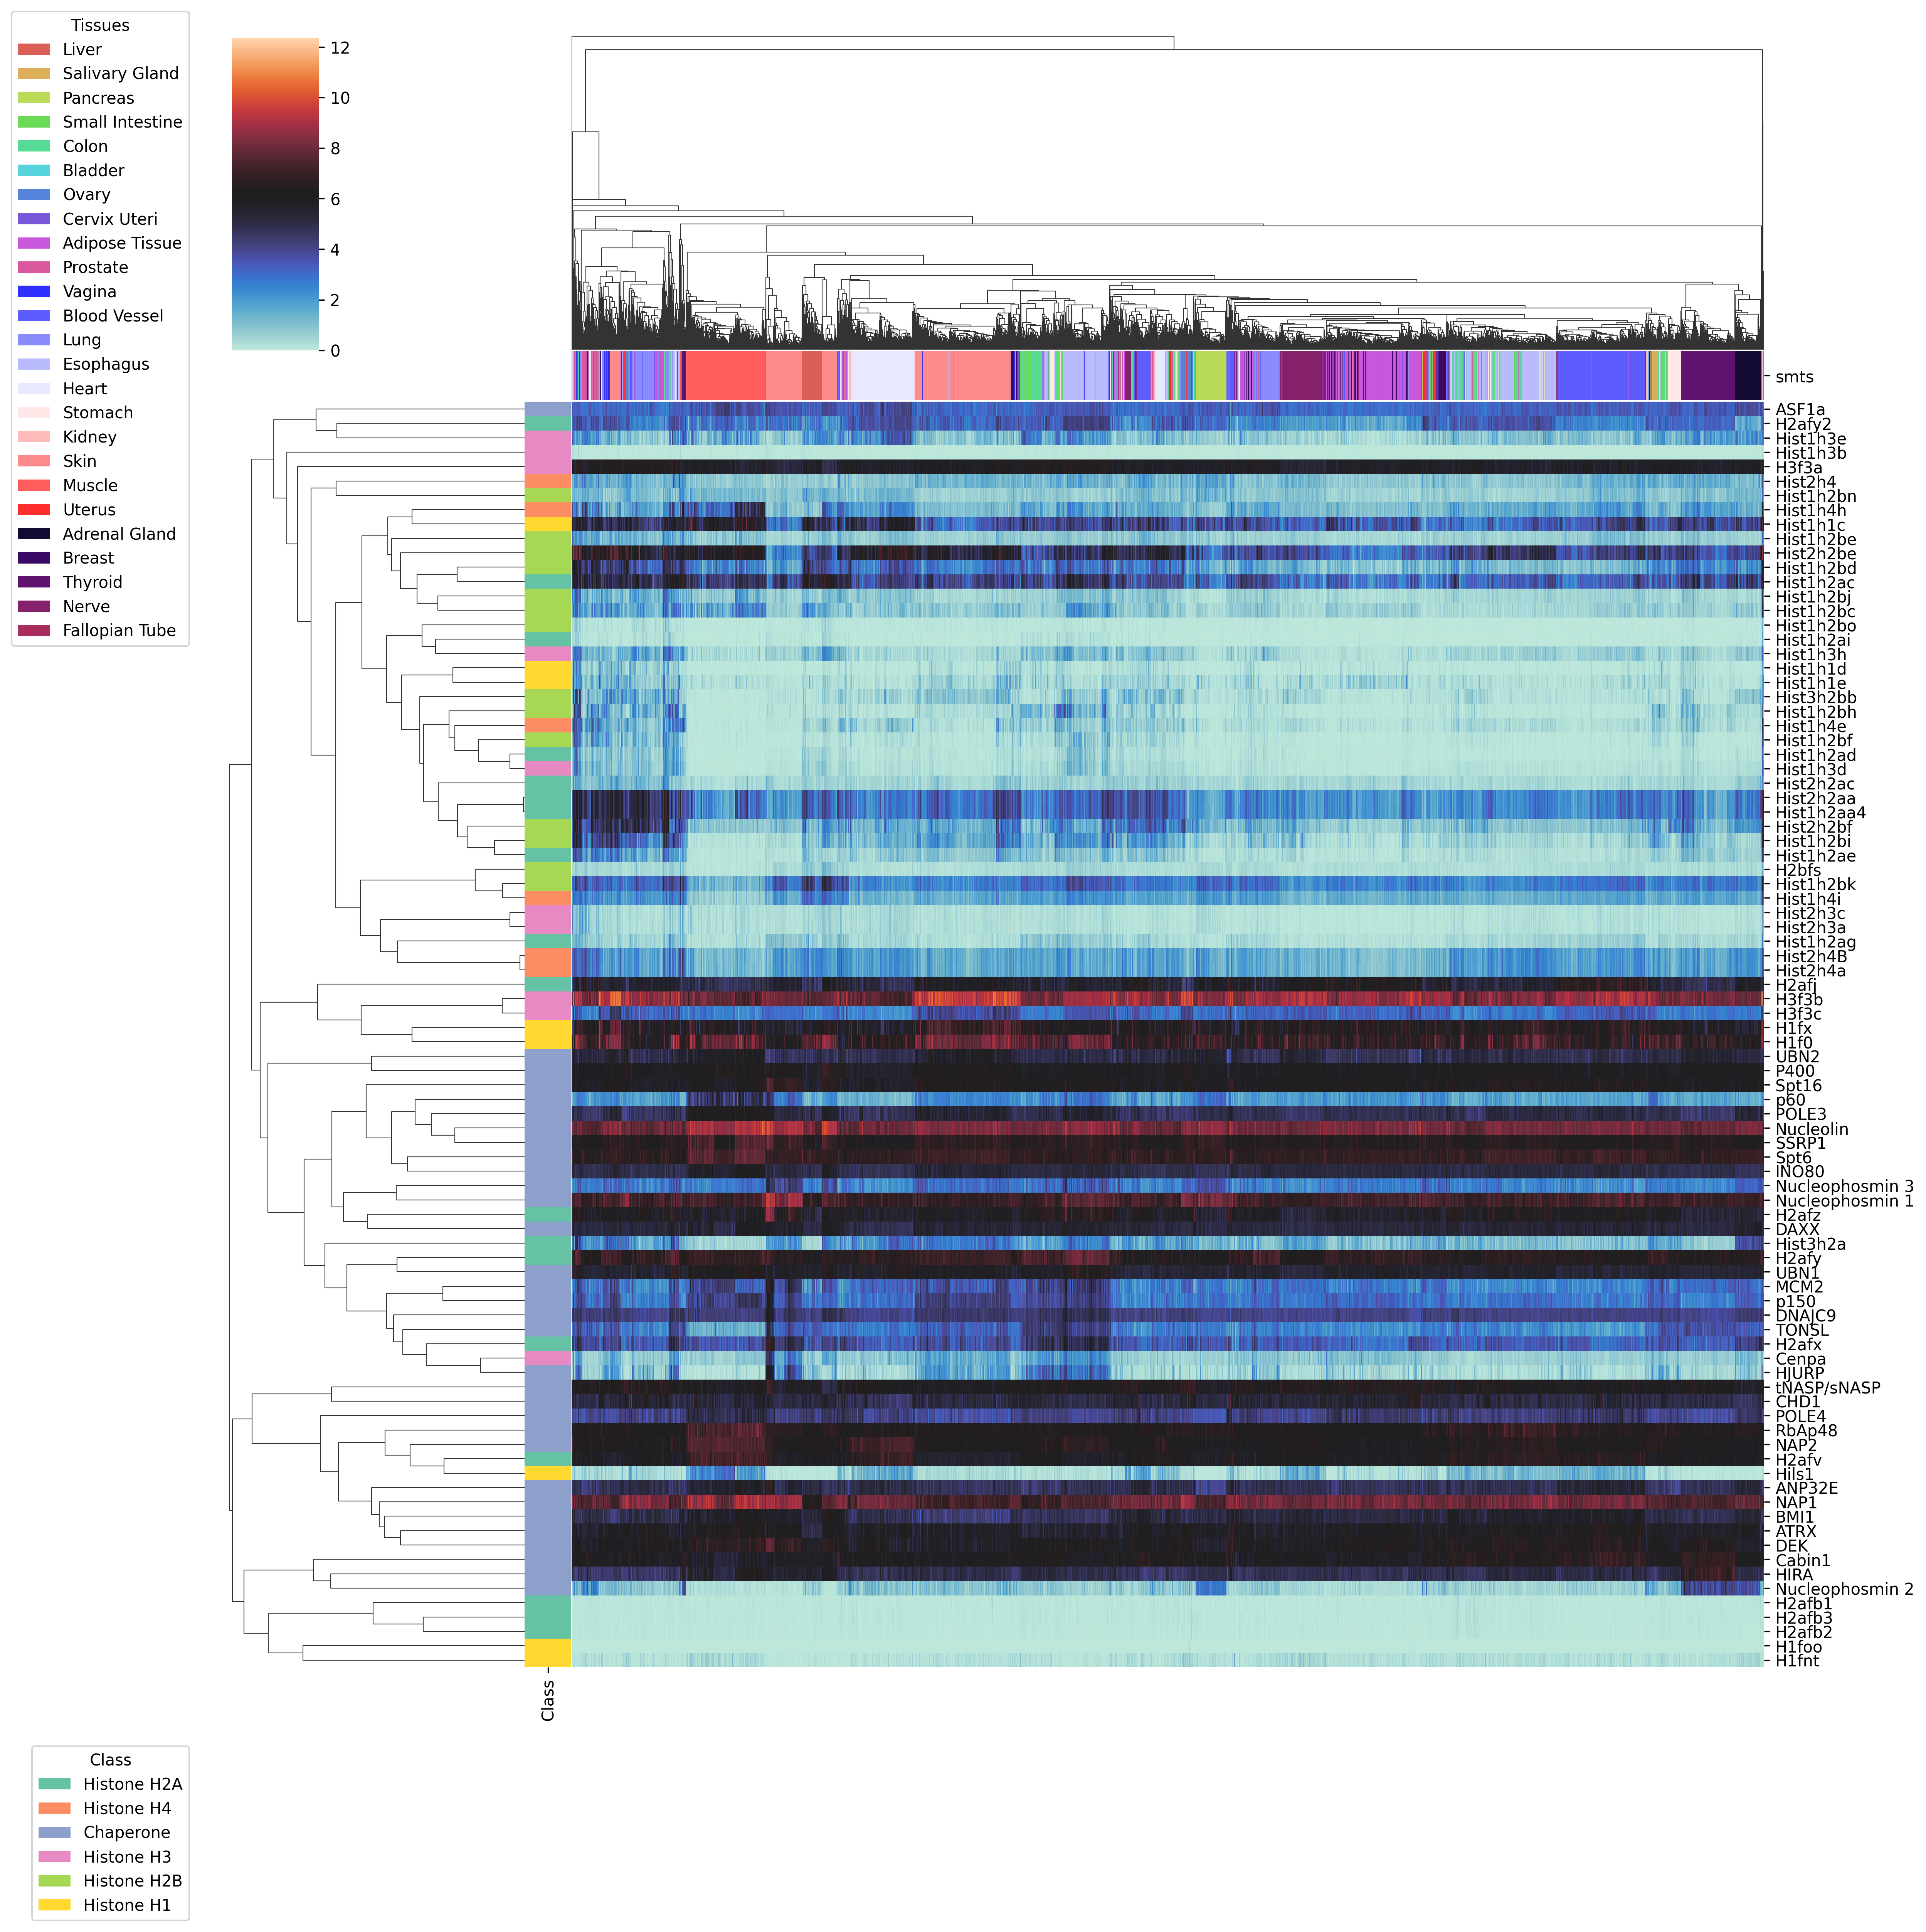 Tissues
Liver
Salivary Gland
Pancreas
Small Intestine
Colon
Bladder
Ovary
Cervix Uteri
Adipose Tissue
Prostate
Vagina
Blood Vessel
Lung
Esophagus
Heart
Stomach
Kidney
Skin
Muscle
Uterus
Adrenal Gland
Breast
Thyroid
Nerve
Fallopian Tube
12
10
8
6
4
2
0
smts
ASF1a
H2afy2
Hist1h3e
Hist1h3b
H3f3a
Hist2h4
Hist1h2bn
Hist1h4h
Hist1h1c
Hist1h2be
Hist2h2be
Hist1h2bd
Hist1h2ac
Hist1h2bj
Hist1h2bc
Hist1h2bo
Hist1h2ai
Hist1h3h
Hist1h1d
Hist1h1e
Hist3h2bb
Hist1h2bh
Hist1h4e
Hist1h2bf
Hist1h2ad
Hist1h3d
Hist2h2ac
Hist2h2aa
Hist1h2aa4
Hist2h2bf
Hist1h2bi
Hist1h2ae
H2bfs
Hist1h2bk
Hist1h4i
Hist2h3c
Hist2h3a
Hist1h2ag
Hist2h4B
Hist2h4a
H2afj
H3f3b
H3f3c
H1fx
H1f0
UBN2
P400
Spt16
p60
POLE3
Nucleolin
SSRP1
Spt6
INO80
Nucleophosmin 3
Nucleophosmin 1
H2afz
DAXX
Hist3h2a
H2afy
UBN1
MCM2
p150
DNAJC9
TONSL
H2afx
Cenpa
HJURP
tNASP/sNASP
CHD1
POLE4
RbAp48
NAP2
H2afv
Hils1
ANP32E
NAP1
BMI1
ATRX
DEK
Cabin1
HIRA
Nucleophosmin 2
H2afb1
H2afb3
H2afb2
H1foo
H1fnt
Class
Class
Histone H2A
Histone H4
Chaperone
Histone H3
Histone H2B
Histone H1